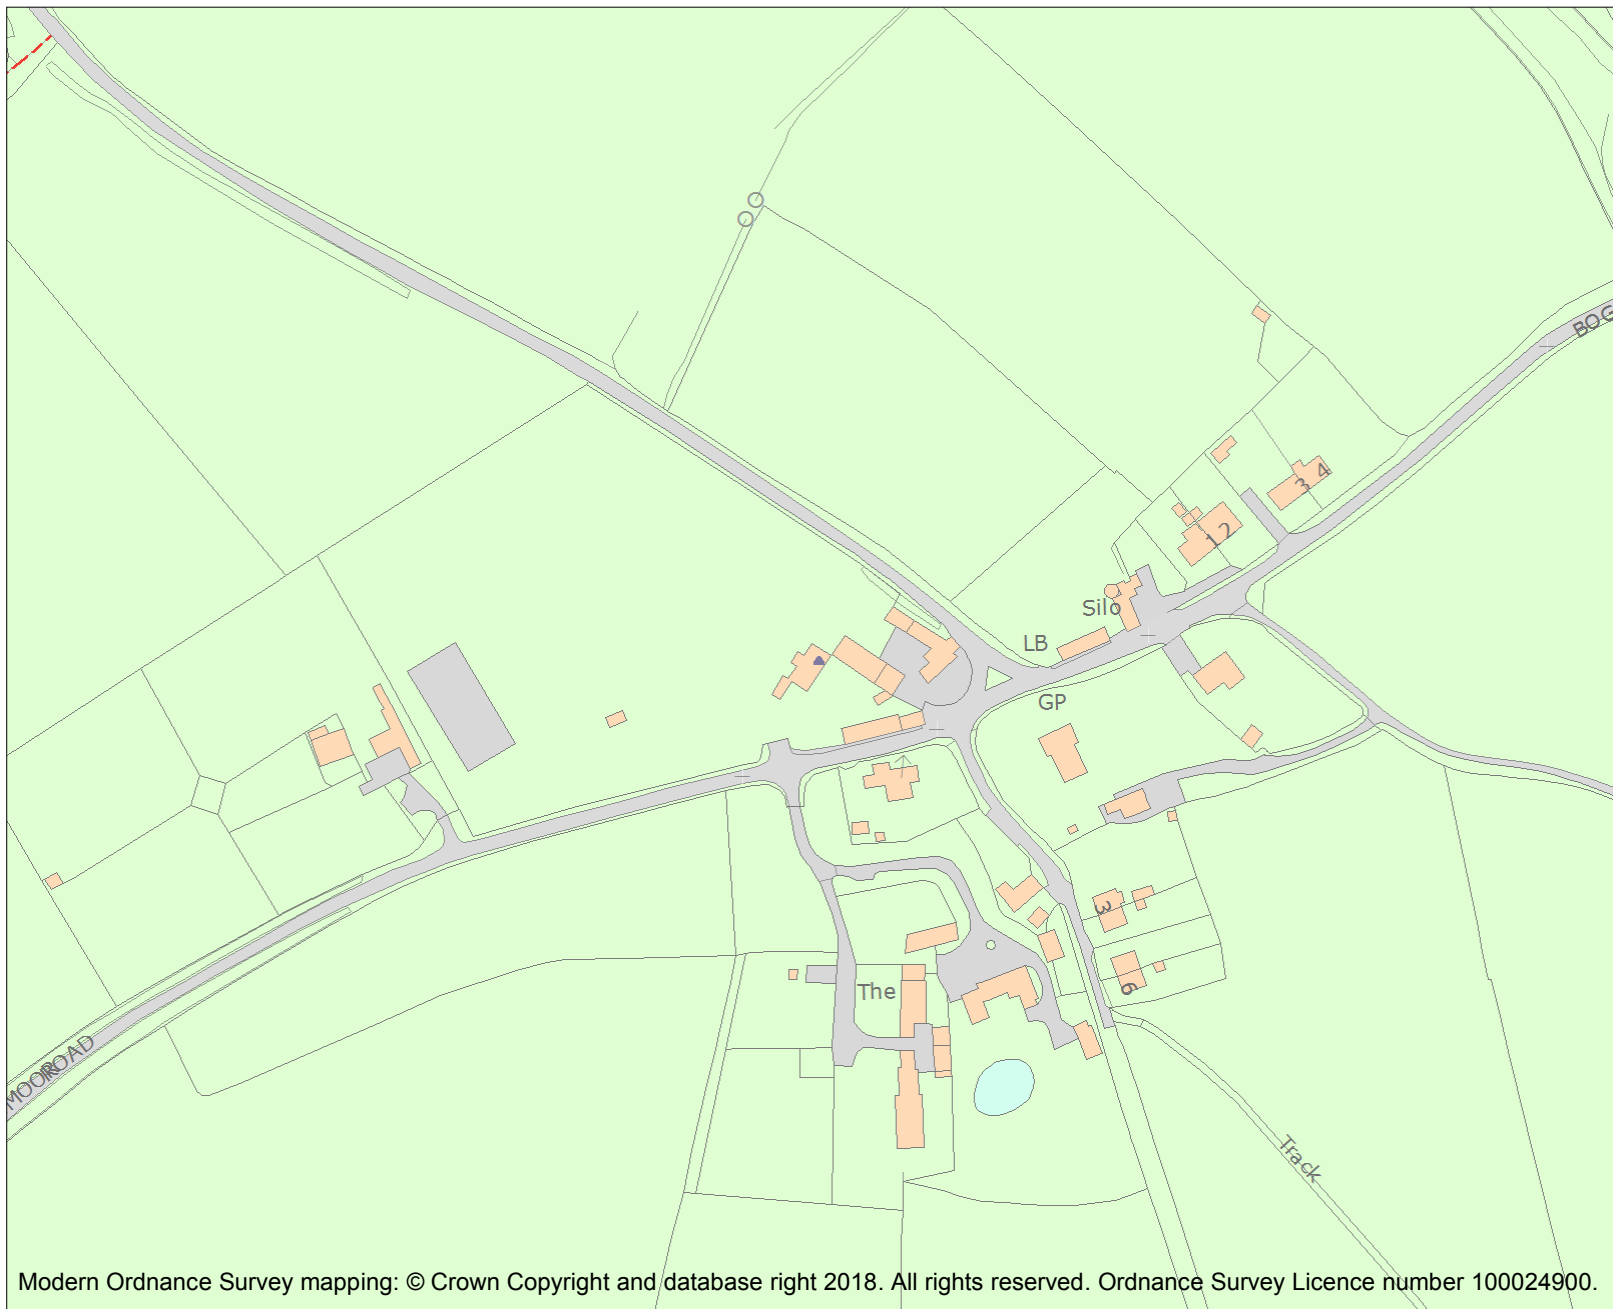 BOG
3 4
1 2
Silo
LB
GP
3
6
The
MOOR
ROAD
Track
Modern Ordnance Survey mapping: © Crown Copyright and database right 2018. All rights reserved. Ordnance Survey Licence number 100024900.